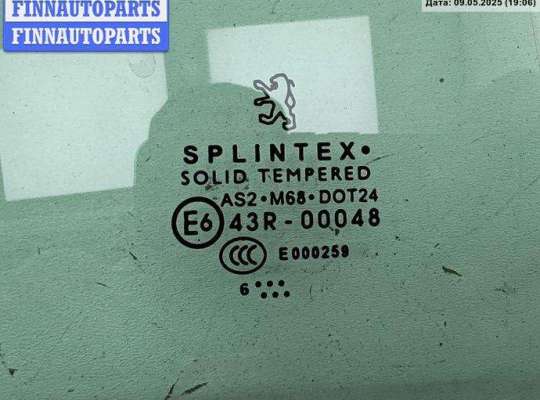 FINNAUTOPARTS
FINNAUTOPARTS
Дата: 09.05.2025 (19:06)
SPLINTEX•
SOLID TEMPERED
AS2•M68•DOT24
E6 43R-00048
CCC E000259
6